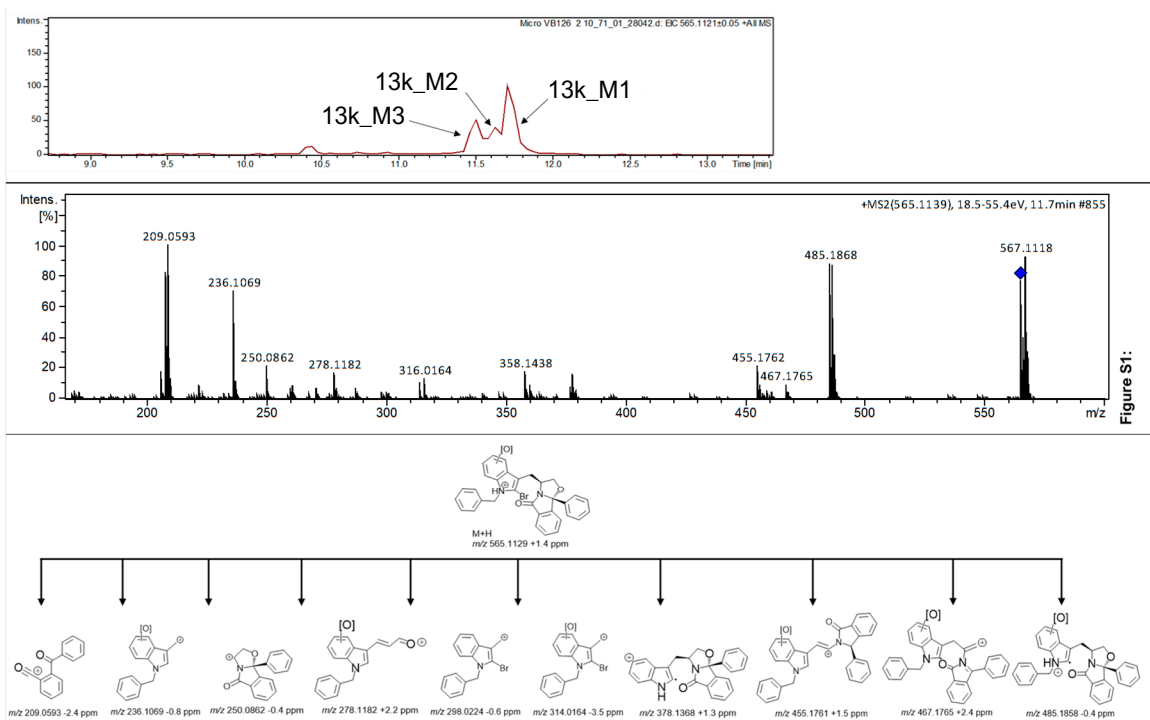 Intens.
Micro VB126 2 10_71_01_28042.d: EIC 565.1121±0.05 +All MS
150
100
50
0
13k_M3
13k_M2
13k_M1
9.0 9.5 10.0 10.5 11.0 11.5 12.0 12.5 13.0 Time [min]
Intens.
[%]
+MS2(565.1139), 18.5-55.4eV, 11.7min #855
100
80
60
40
20
0
209.0593
236.1069
250.0862
278.1182
316.0164
358.1438
455.1762
467.1765
485.1868
567.1118
200 250 300 350 400 450 500 550 m/z
Figure S1:
[O]
HN
Br
N
O
O
M+H
m/z 565.1129 +1.4 ppm
O
O
[O]
N
N
O
O
[O]
N
O
N
Br
[O]
N
Br
N
H
N
O
O
[O]
N
O
N
[O]
N
O
O
N
[O]
HN
N
O
O
m/z 209.0593 -2.4 ppm
m/z 236.1069 -0.8 ppm
m/z 250.0862 -0.4 ppm
m/z 278.1182 +2.2 ppm
m/z 298.0224 -0.6 ppm
m/z 314.0164 -3.5 ppm
m/z 378.1368 +1.3 ppm
m/z 455.1761 +1.5 ppm
m/z 467.1765 +2.4 ppm
m/z 485.1858 -0.4 ppm